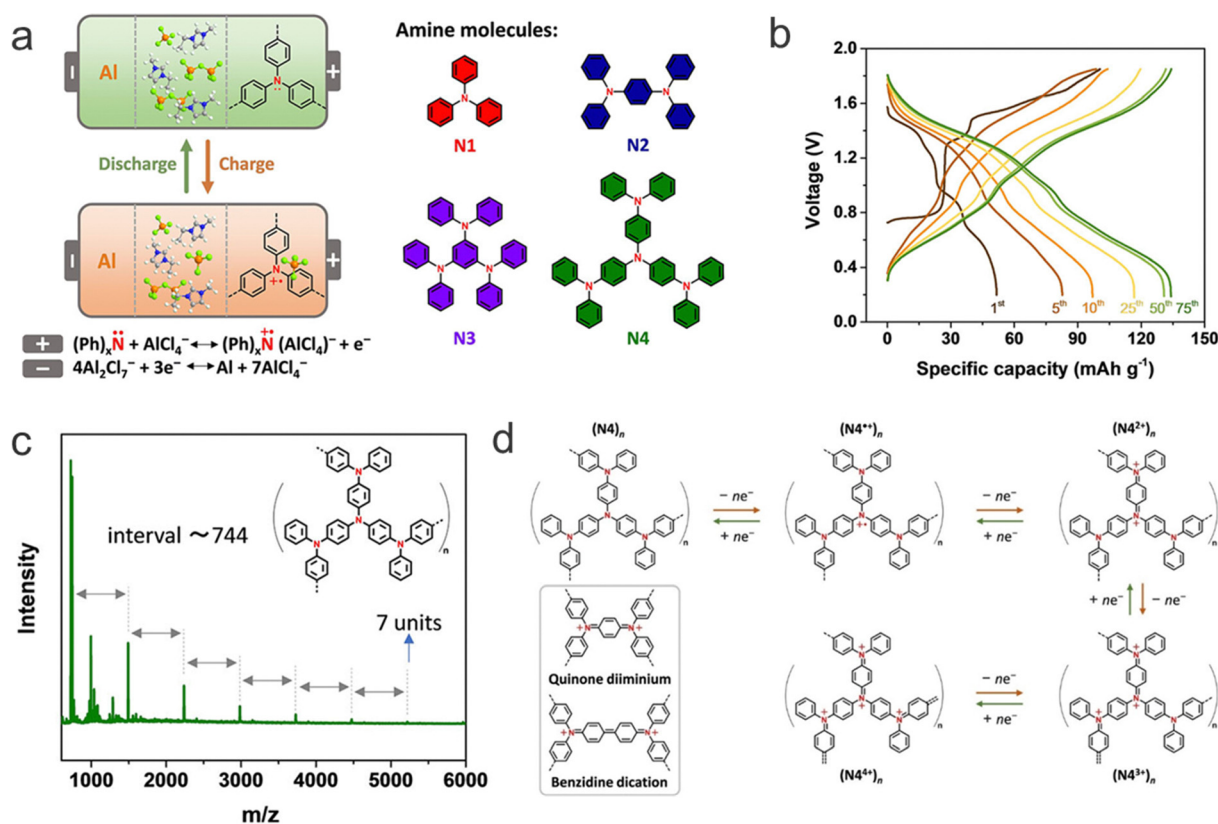 a
Al
N
Discharge
Charge
Al
N
+•
(Ph)ₓN̈ + AlCl₄⁻ ⟷ (Ph)ₓN⁺• (AlCl₄)⁻ + e⁻
4Al₂Cl₇⁻ + 3e⁻ ⟷ Al + 7AlCl₄⁻
Amine molecules:
N
N1
N N
N2
N
N N
N3
N
N
N N
N4
b
Voltage (V)
2.0
1.6
1.2
0.8
0.4
0.0
1st 5th 10th 25th 50th 75th
0 30 60 90 120 150
Specific capacity (mAh g⁻¹)
c
Intensity
interval ~744
7 units
N
N
N N
n
1000 2000 3000 4000 5000 6000
m/z
d
(N4)ₙ
(N4•⁺)ₙ
(N4²⁺)ₙ
− ne⁻
+ ne⁻
− ne⁻
+ ne⁻
+ ne⁻ − ne⁻
Quinone diiminium
Benzidine dication
− ne⁻
+ ne⁻
(N4⁴⁺)ₙ
(N4³⁺)ₙ